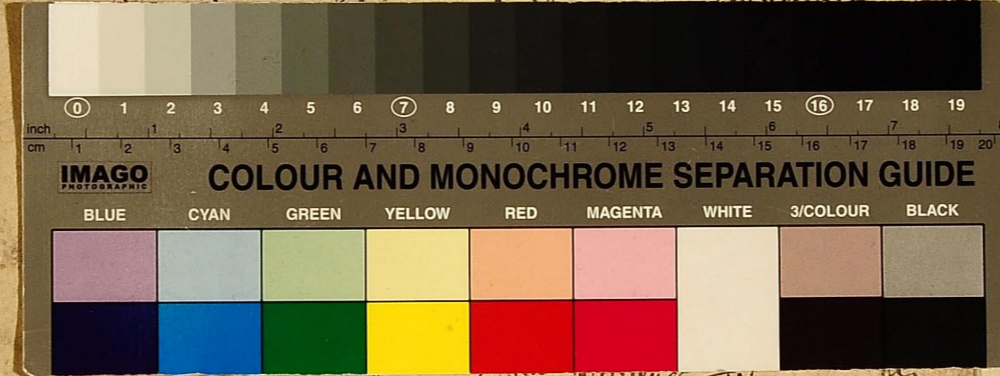 0 1 2 3 4 5 6 7 8 9 10 11 12 13 14 15 16 17 18 19
inch 1 2 3 4 5 6 7
cm 1 2 3 4 5 6 7 8 9 10 11 12 13 14 15 16 17 18 19 20
IMAGO
PHOTOGRAPHIC
COLOUR AND MONOCHROME SEPARATION GUIDE
BLUE CYAN GREEN YELLOW RED MAGENTA WHITE 3/COLOUR BLACK